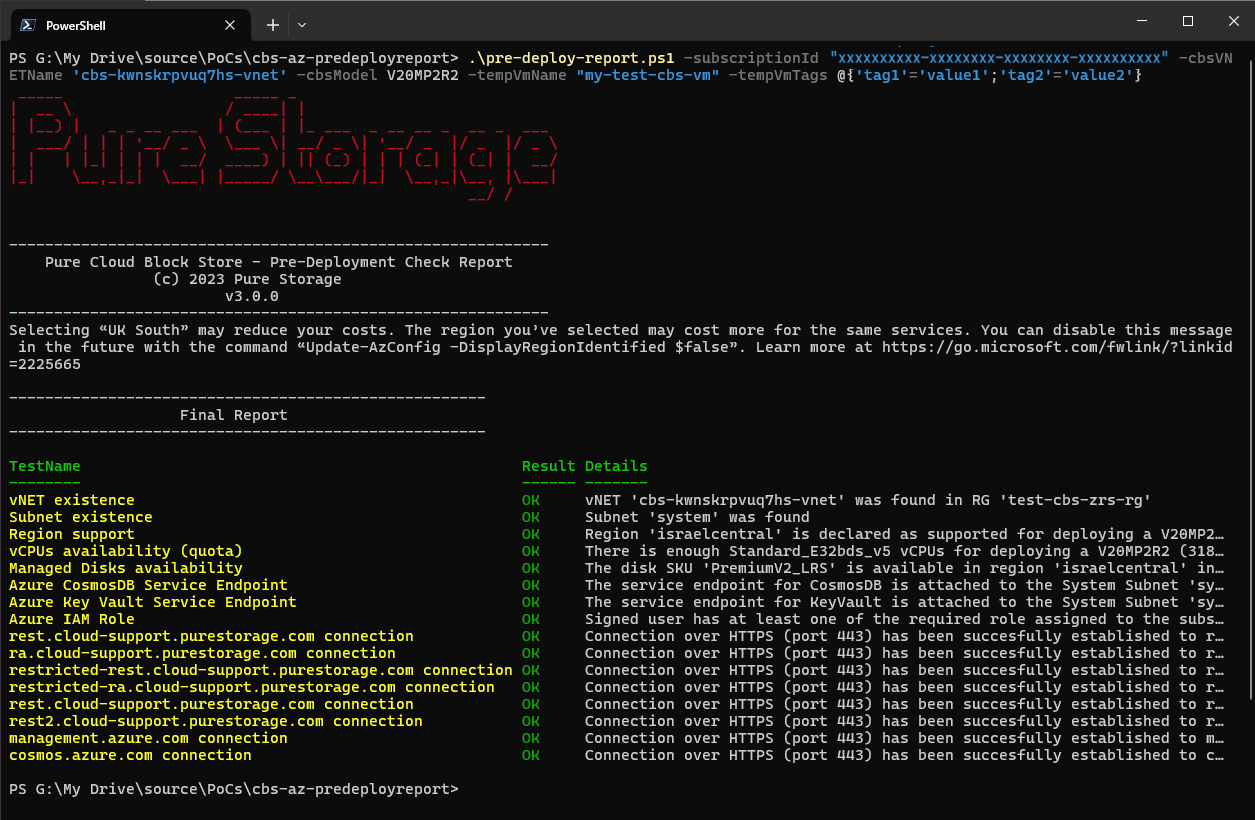 PowerShell
PS G:\My Drive\source\PoCs\cbs-az-predeployreport> .\pre-deploy-report.ps1 -subscriptionId "xxxxxxxxxx-xxxxxxxx-xxxxxxxx-xxxxxxxxxx" -cbsVN
ETName 'cbs-kwnskrpvuq7hs-vnet' -cbsModel V20MP2R2 -tempVmName "my-test-cbs-vm" -tempVmTags @{'tag1'='value1';'tag2'='value2'}
Pure Storage
------------------------------------------------------------
Pure Cloud Block Store - Pre-Deployment Check Report
(c) 2023 Pure Storage
v3.0.0
------------------------------------------------------------
Selecting “UK South” may reduce your costs. The region you’ve selected may cost more for the same services. You can disable this message
in the future with the command “Update-AzConfig -DisplayRegionIdentified $false”. Learn more at https://go.microsoft.com/fwlink/?linkid
=2225665
-----------------------------------------------------
Final Report
-----------------------------------------------------
TestName Result Details
-------- ------ -------
vNET existence OK vNET 'cbs-kwnskrpvuq7hs-vnet' was found in RG 'test-cbs-zrs-rg'
Subnet existence OK Subnet 'system' was found
Region support OK Region 'israelcentral' is declared as supported for deploying a V20MP2…
vCPUs availability (quota) OK There is enough Standard_E32bds_v5 vCPUs for deploying a V20MP2R2 (318…
Managed Disks availability OK The disk SKU 'PremiumV2_LRS' is available in region 'israelcentral' in…
Azure CosmosDB Service Endpoint OK The service endpoint for CosmosDB is attached to the System Subnet 'sy…
Azure Key Vault Service Endpoint OK The service endpoint for KeyVault is attached to the System Subnet 'sy…
Azure IAM Role OK Signed user has at least one of the required role assigned to the subs…
rest.cloud-support.purestorage.com connection OK Connection over HTTPS (port 443) has been succesfully established to r…
ra.cloud-support.purestorage.com connection OK Connection over HTTPS (port 443) has been succesfully established to r…
restricted-rest.cloud-support.purestorage.com connection OK Connection over HTTPS (port 443) has been succesfully established to r…
restricted-ra.cloud-support.purestorage.com connection OK Connection over HTTPS (port 443) has been succesfully established to r…
rest.cloud-support.purestorage.com connection OK Connection over HTTPS (port 443) has been succesfully established to r…
rest2.cloud-support.purestorage.com connection OK Connection over HTTPS (port 443) has been succesfully established to r…
management.azure.com connection OK Connection over HTTPS (port 443) has been succesfully established to m…
cosmos.azure.com connection OK Connection over HTTPS (port 443) has been succesfully established to c…
PS G:\My Drive\source\PoCs\cbs-az-predeployreport>